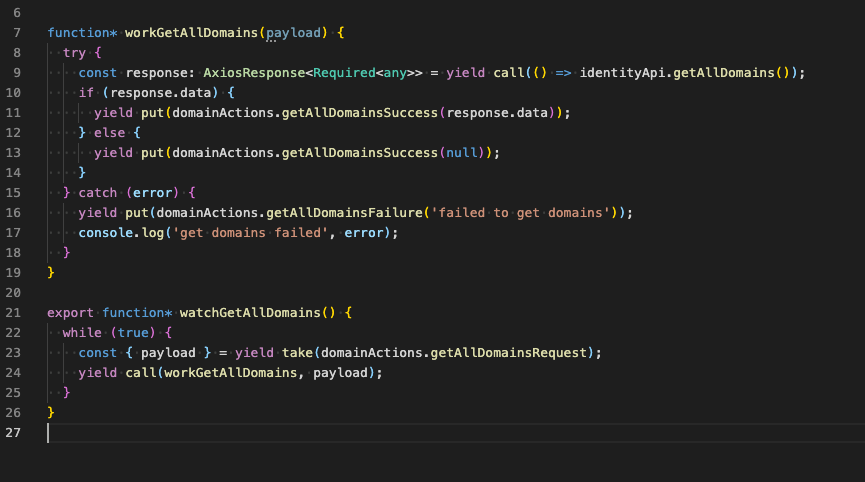 6
7 function* workGetAllDomains(payload) {
8 try {
9 const response: AxiosResponse<Required<any>> = yield call(() => identityApi.getAllDomains());
10 if (response.data) {
11 yield put(domainActions.getAllDomainsSuccess(response.data));
12 } else {
13 yield put(domainActions.getAllDomainsSuccess(null));
14 }
15 } catch (error) {
16 yield put(domainActions.getAllDomainsFailure('failed to get domains'));
17 console.log('get domains failed', error);
18 }
19 }
20
21 export function* watchGetAllDomains() {
22 while (true) {
23 const { payload } = yield take(domainActions.getAllDomainsRequest);
24 yield call(workGetAllDomains, payload);
25 }
26 }
27